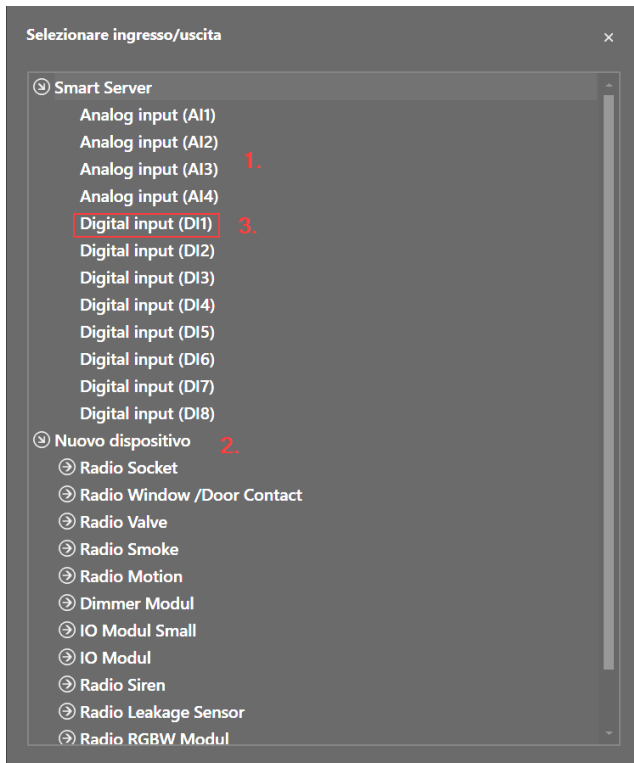 Selezionare ingresso/uscita ×
Smart Server
Analog input (AI1)
Analog input (AI2)
1.
Analog input (AI3)
Analog input (AI4)
Digital input (DI1) 3.
Digital input (DI2)
Digital input (DI3)
Digital input (DI4)
Digital input (DI5)
Digital input (DI6)
Digital input (DI7)
Digital input (DI8)
Nuovo dispositivo 2.
Radio Socket
Radio Window /Door Contact
Radio Valve
Radio Smoke
Radio Motion
Dimmer Modul
IO Modul Small
IO Modul
Radio Siren
Radio Leakage Sensor
Radio RGBW Modul